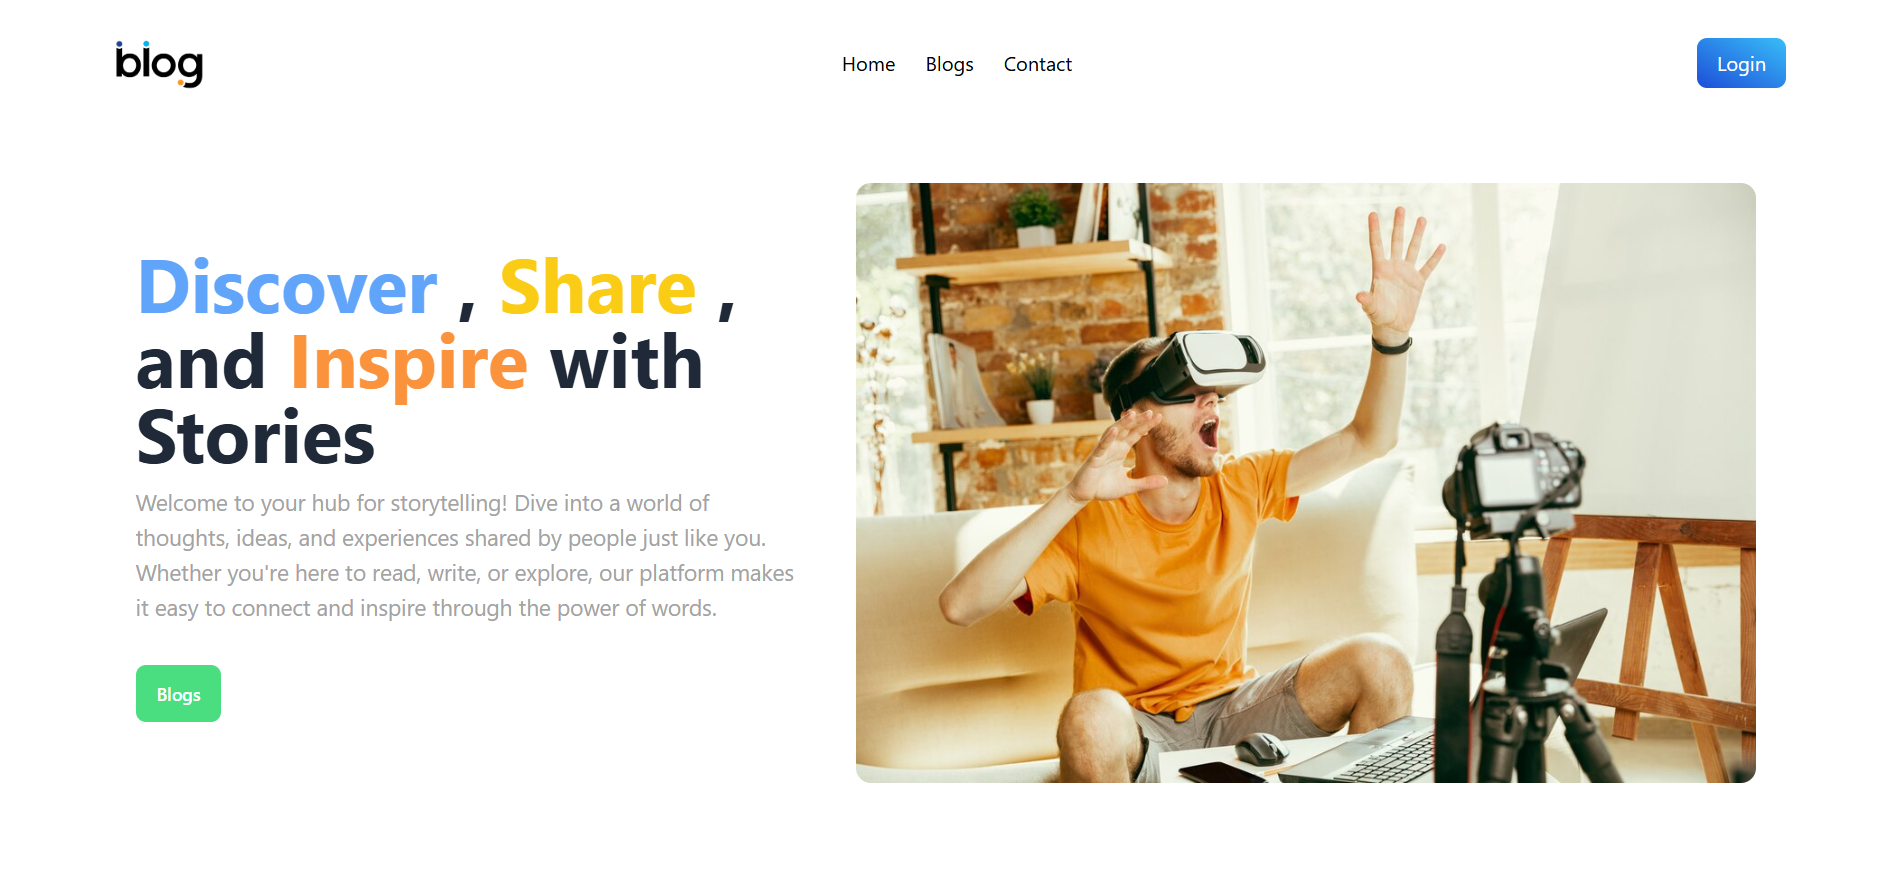 blog
Home Blogs Contact
Login
Discover , Share ,
and Inspire with
Stories
Welcome to your hub for storytelling! Dive into a world of
thoughts, ideas, and experiences shared by people just like you.
Whether you're here to read, write, or explore, our platform makes
it easy to connect and inspire through the power of words.
Blogs